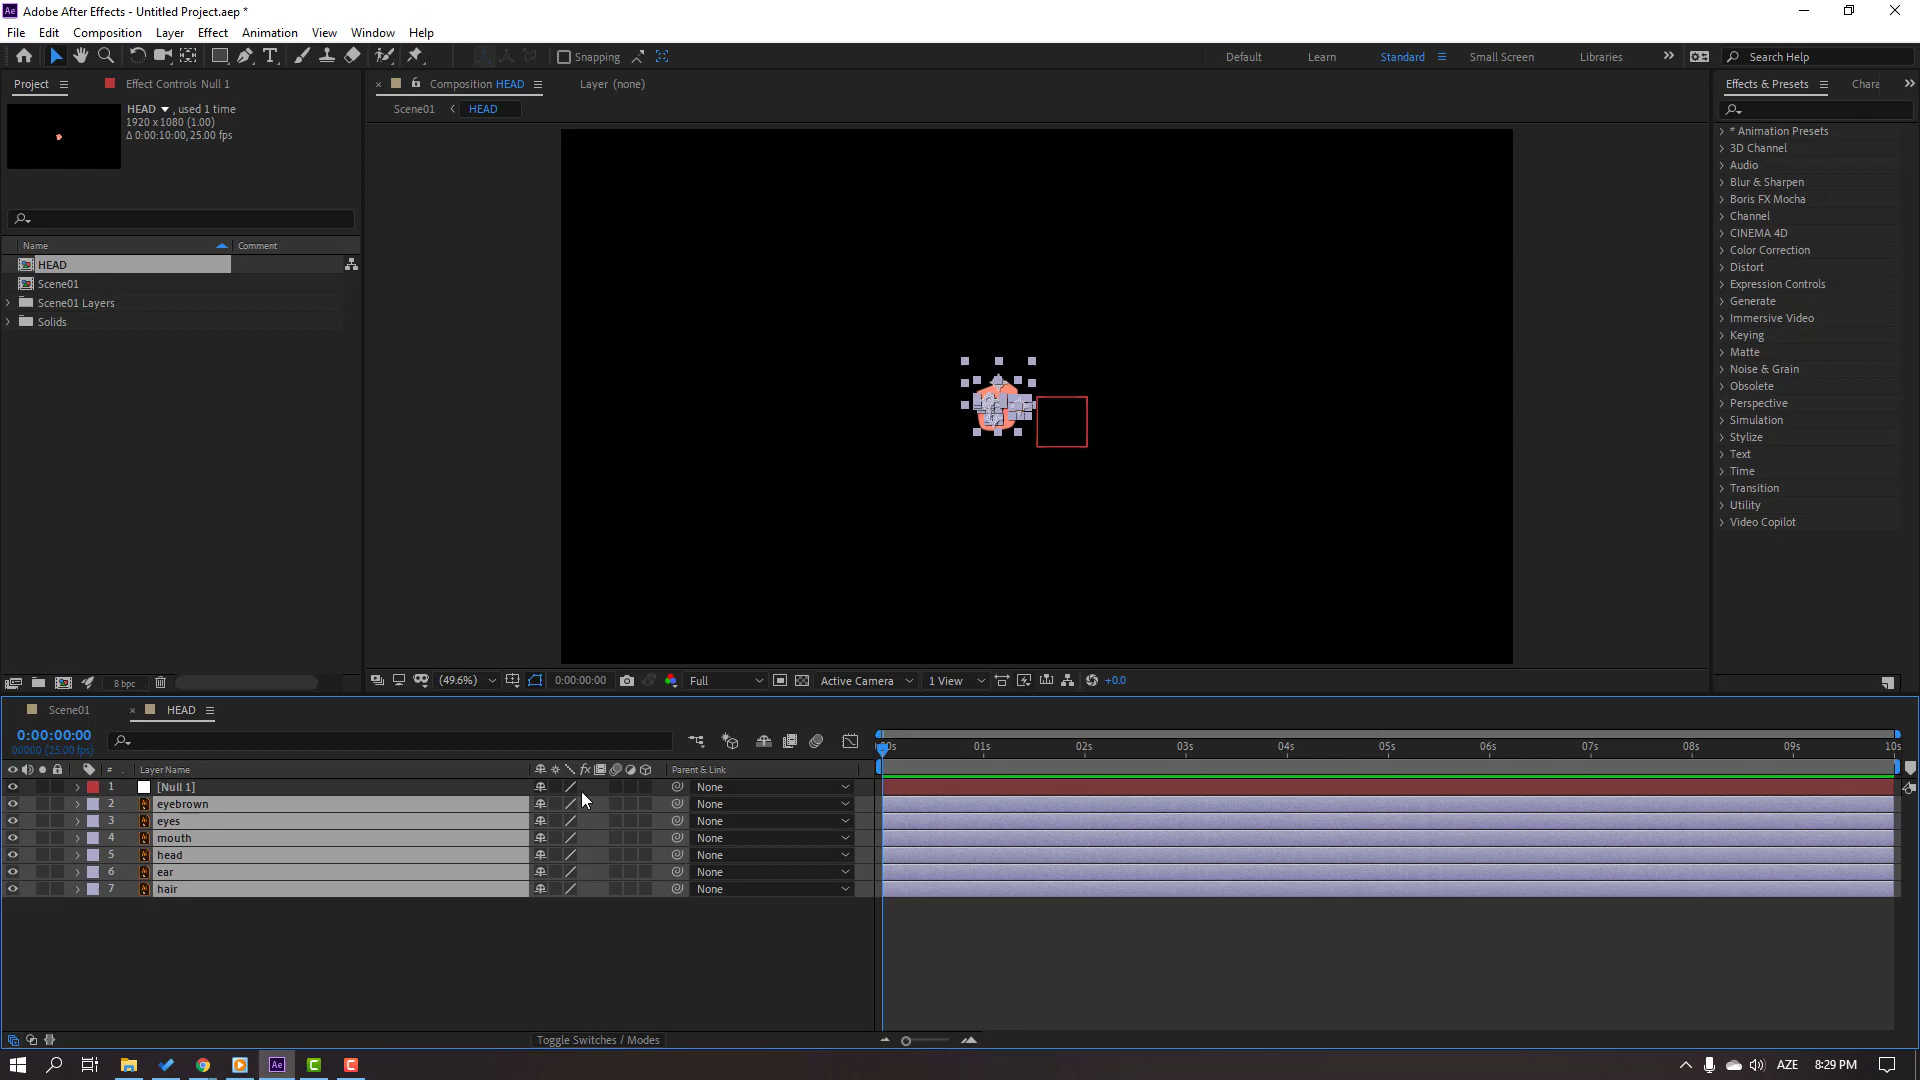 Adobe After Effects - Untitled Project.aep *
File Edit Composition Layer Effect Animation View Window Help
Snapping Default Learn Standard Small Screen Libraries Search Help
Project Effect Controls Null 1 Composition HEAD Layer (none) Effects & Presets Chara
HEAD , used 1 time
1920 x 1080 (1.00)
Δ 0:00:10:00, 25.00 fps
Scene01 HEAD
Name Comment
HEAD
Scene01
Scene01 Layers
Solids
* Animation Presets
3D Channel
Audio
Blur & Sharpen
Boris FX Mocha
Channel
CINEMA 4D
Color Correction
Distort
Expression Controls
Generate
Immersive Video
Keying
Matte
Noise & Grain
Obsolete
Perspective
Simulation
Stylize
Text
Time
Transition
Utility
Video Copilot
8 bpc (49.6%) 0:00:00:00 Full Active Camera 1 View +0.0
Scene01 HEAD
0:00:00:00
00000 (25.00 fps)
01s 02s 03s 04s 05s 06s 07s 08s 09s 10s
# Layer Name fx Parent & Link
1 [Null 1] None
2 eyebrown None
3 eyes None
4 mouth None
5 head None
6 ear None
7 hair None
Toggle Switches / Modes
AZE 8:29 PM